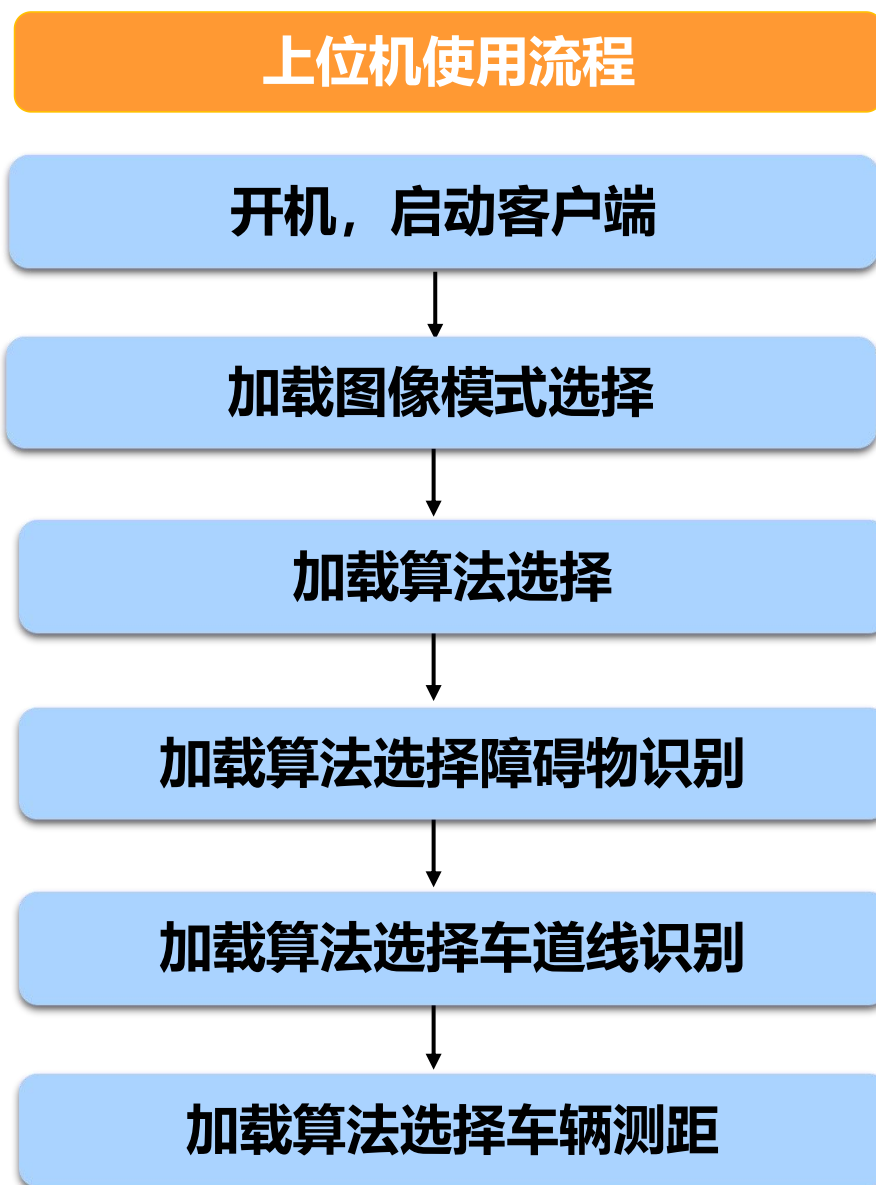 上位机使用流程
开机，启动客户端
加载图像模式选择
加载算法选择
加载算法选择障碍物识别
加载算法选择车道线识别
加载算法选择车辆测距